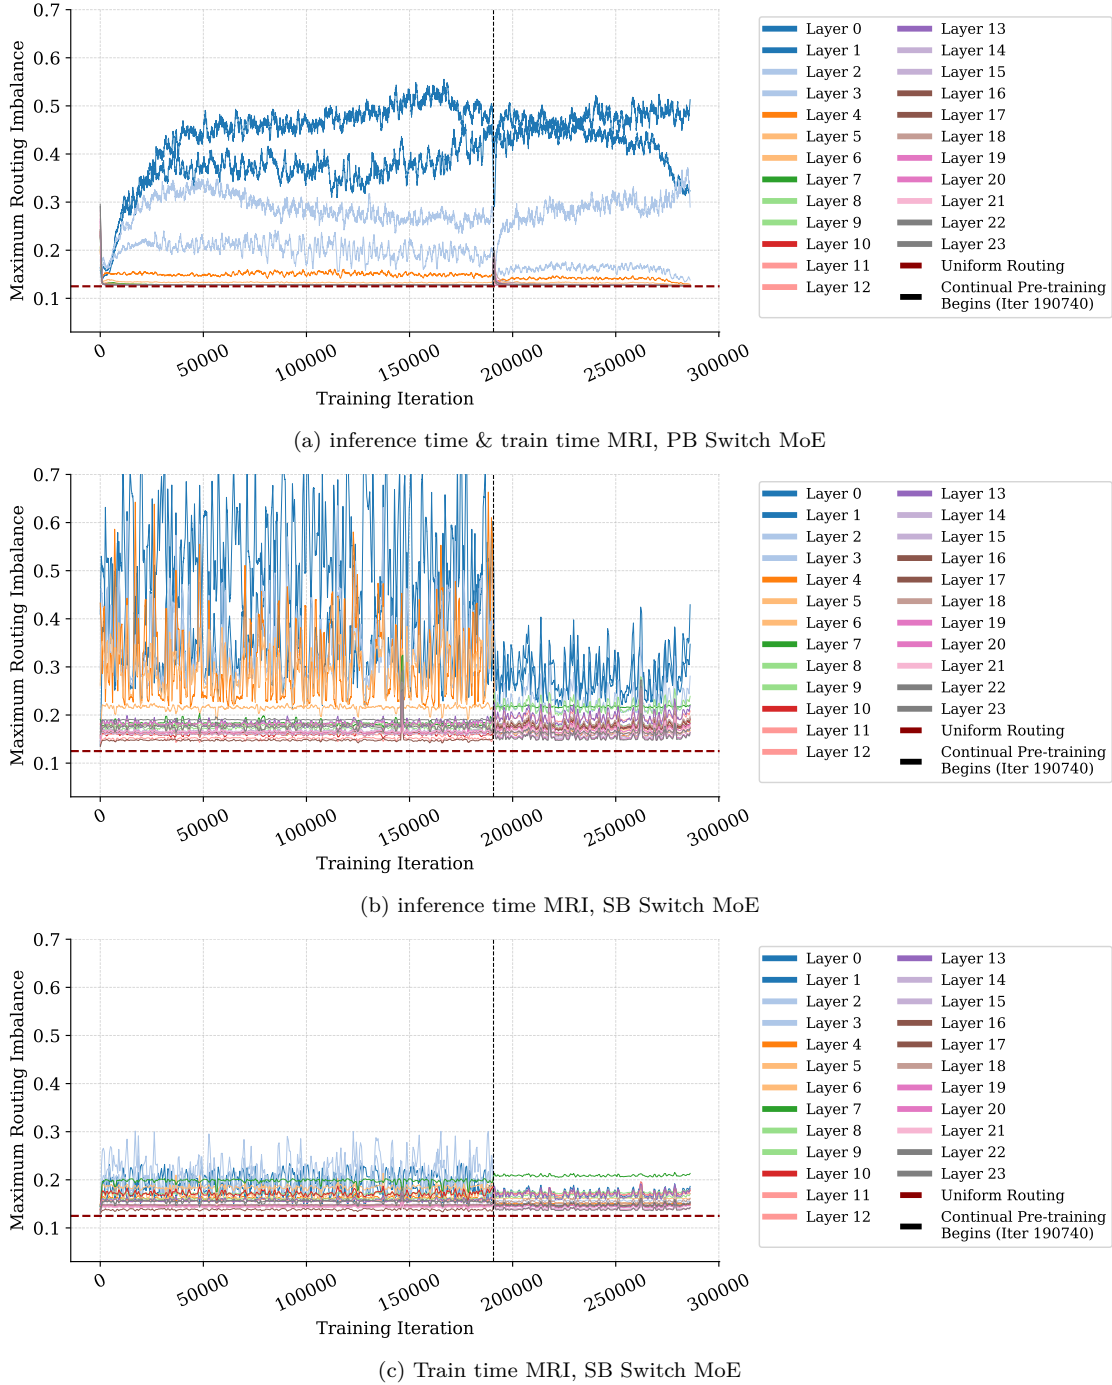 0.7
0.6
0.5
0.4
0.3
0.2
0.1
Maximum Routing Imbalance
0
50000
100000
150000
200000
250000
300000
Training Iteration
Layer 0
Layer 1
Layer 2
Layer 3
Layer 4
Layer 5
Layer 6
Layer 7
Layer 8
Layer 9
Layer 10
Layer 11
Layer 12
Layer 13
Layer 14
Layer 15
Layer 16
Layer 17
Layer 18
Layer 19
Layer 20
Layer 21
Layer 22
Layer 23
Uniform Routing
Continual Pre-training
Begins (Iter 190740)
(a) inference time & train time MRI, PB Switch MoE
0.7
0.6
0.5
0.4
0.3
0.2
0.1
Maximum Routing Imbalance
0
50000
100000
150000
200000
250000
300000
Training Iteration
Layer 0
Layer 1
Layer 2
Layer 3
Layer 4
Layer 5
Layer 6
Layer 7
Layer 8
Layer 9
Layer 10
Layer 11
Layer 12
Layer 13
Layer 14
Layer 15
Layer 16
Layer 17
Layer 18
Layer 19
Layer 20
Layer 21
Layer 22
Layer 23
Uniform Routing
Continual Pre-training
Begins (Iter 190740)
(b) inference time MRI, SB Switch MoE
0.7
0.6
0.5
0.4
0.3
0.2
0.1
Maximum Routing Imbalance
0
50000
100000
150000
200000
250000
300000
Training Iteration
Layer 0
Layer 1
Layer 2
Layer 3
Layer 4
Layer 5
Layer 6
Layer 7
Layer 8
Layer 9
Layer 10
Layer 11
Layer 12
Layer 13
Layer 14
Layer 15
Layer 16
Layer 17
Layer 18
Layer 19
Layer 20
Layer 21
Layer 22
Layer 23
Uniform Routing
Continual Pre-training
Begins (Iter 190740)
(c) Train time MRI, SB Switch MoE